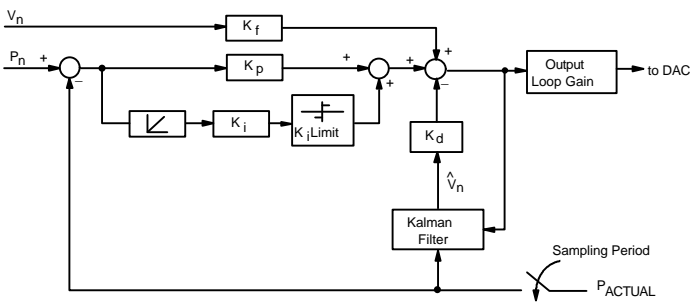 Vn
Kf
+
Pn
+
−
Kp
+
+
+
+
−
Output
Loop Gain
to DAC
Ki
KiLimit
Kd
V̂n
Kalman
Filter
Sampling Period
PACTUAL